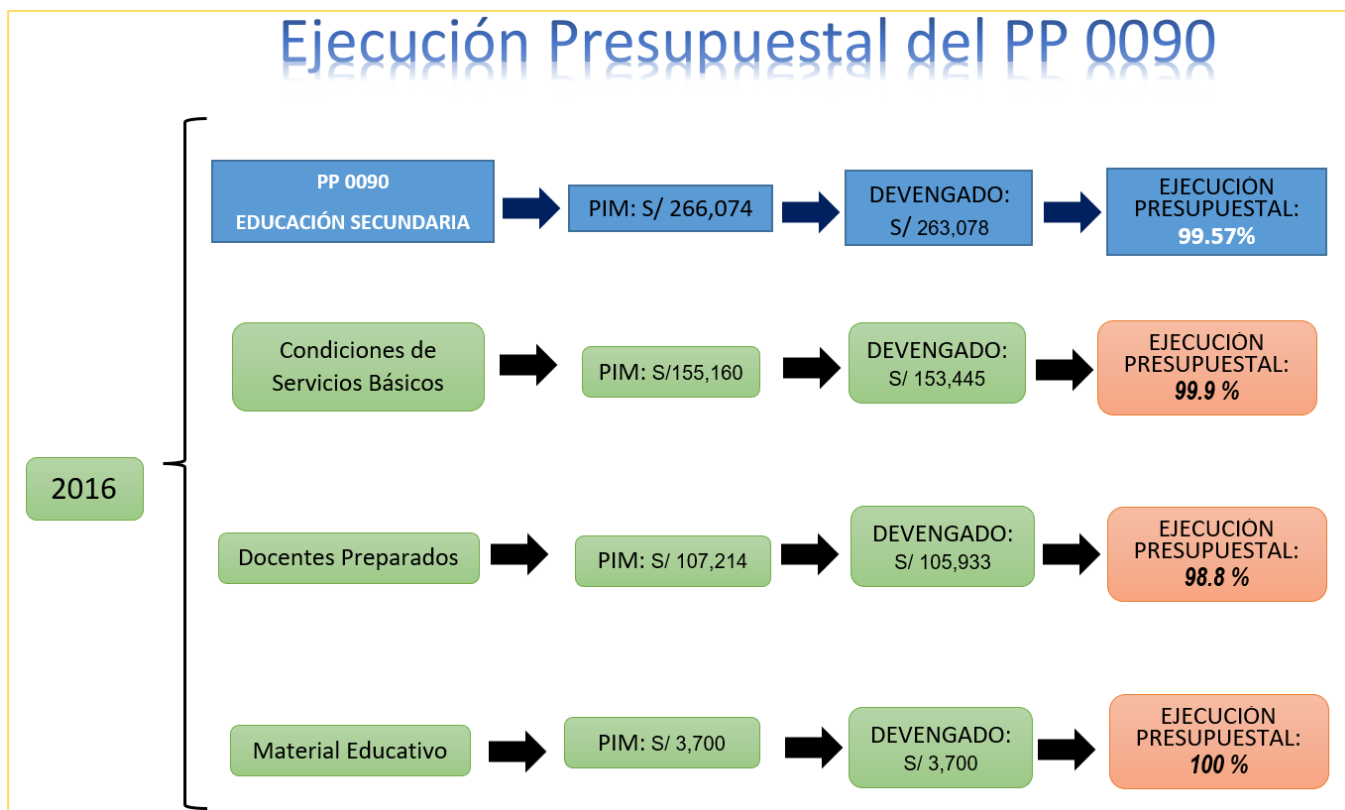 Ejecución Presupuestal del PP 0090
PP 0090
EDUCACIÓN SECUNDARIA
PIM: S/ 266,074
DEVENGADO:
S/ 263,078
EJECUCIÓN
PRESUPUESTAL:
99.57%
Condiciones de
Servicios Básicos
PIM: S/155,160
DEVENGADO:
S/ 153,445
EJECUCIÓN
PRESUPUESTAL:
99.9 %
2016
Docentes Preparados
PIM: S/ 107,214
DEVENGADO:
S/ 105,933
EJECUCIÓN
PRESUPUESTAL:
98.8 %
Material Educativo
PIM: S/ 3,700
DEVENGADO:
S/ 3,700
EJECUCIÓN
PRESUPUESTAL:
100 %